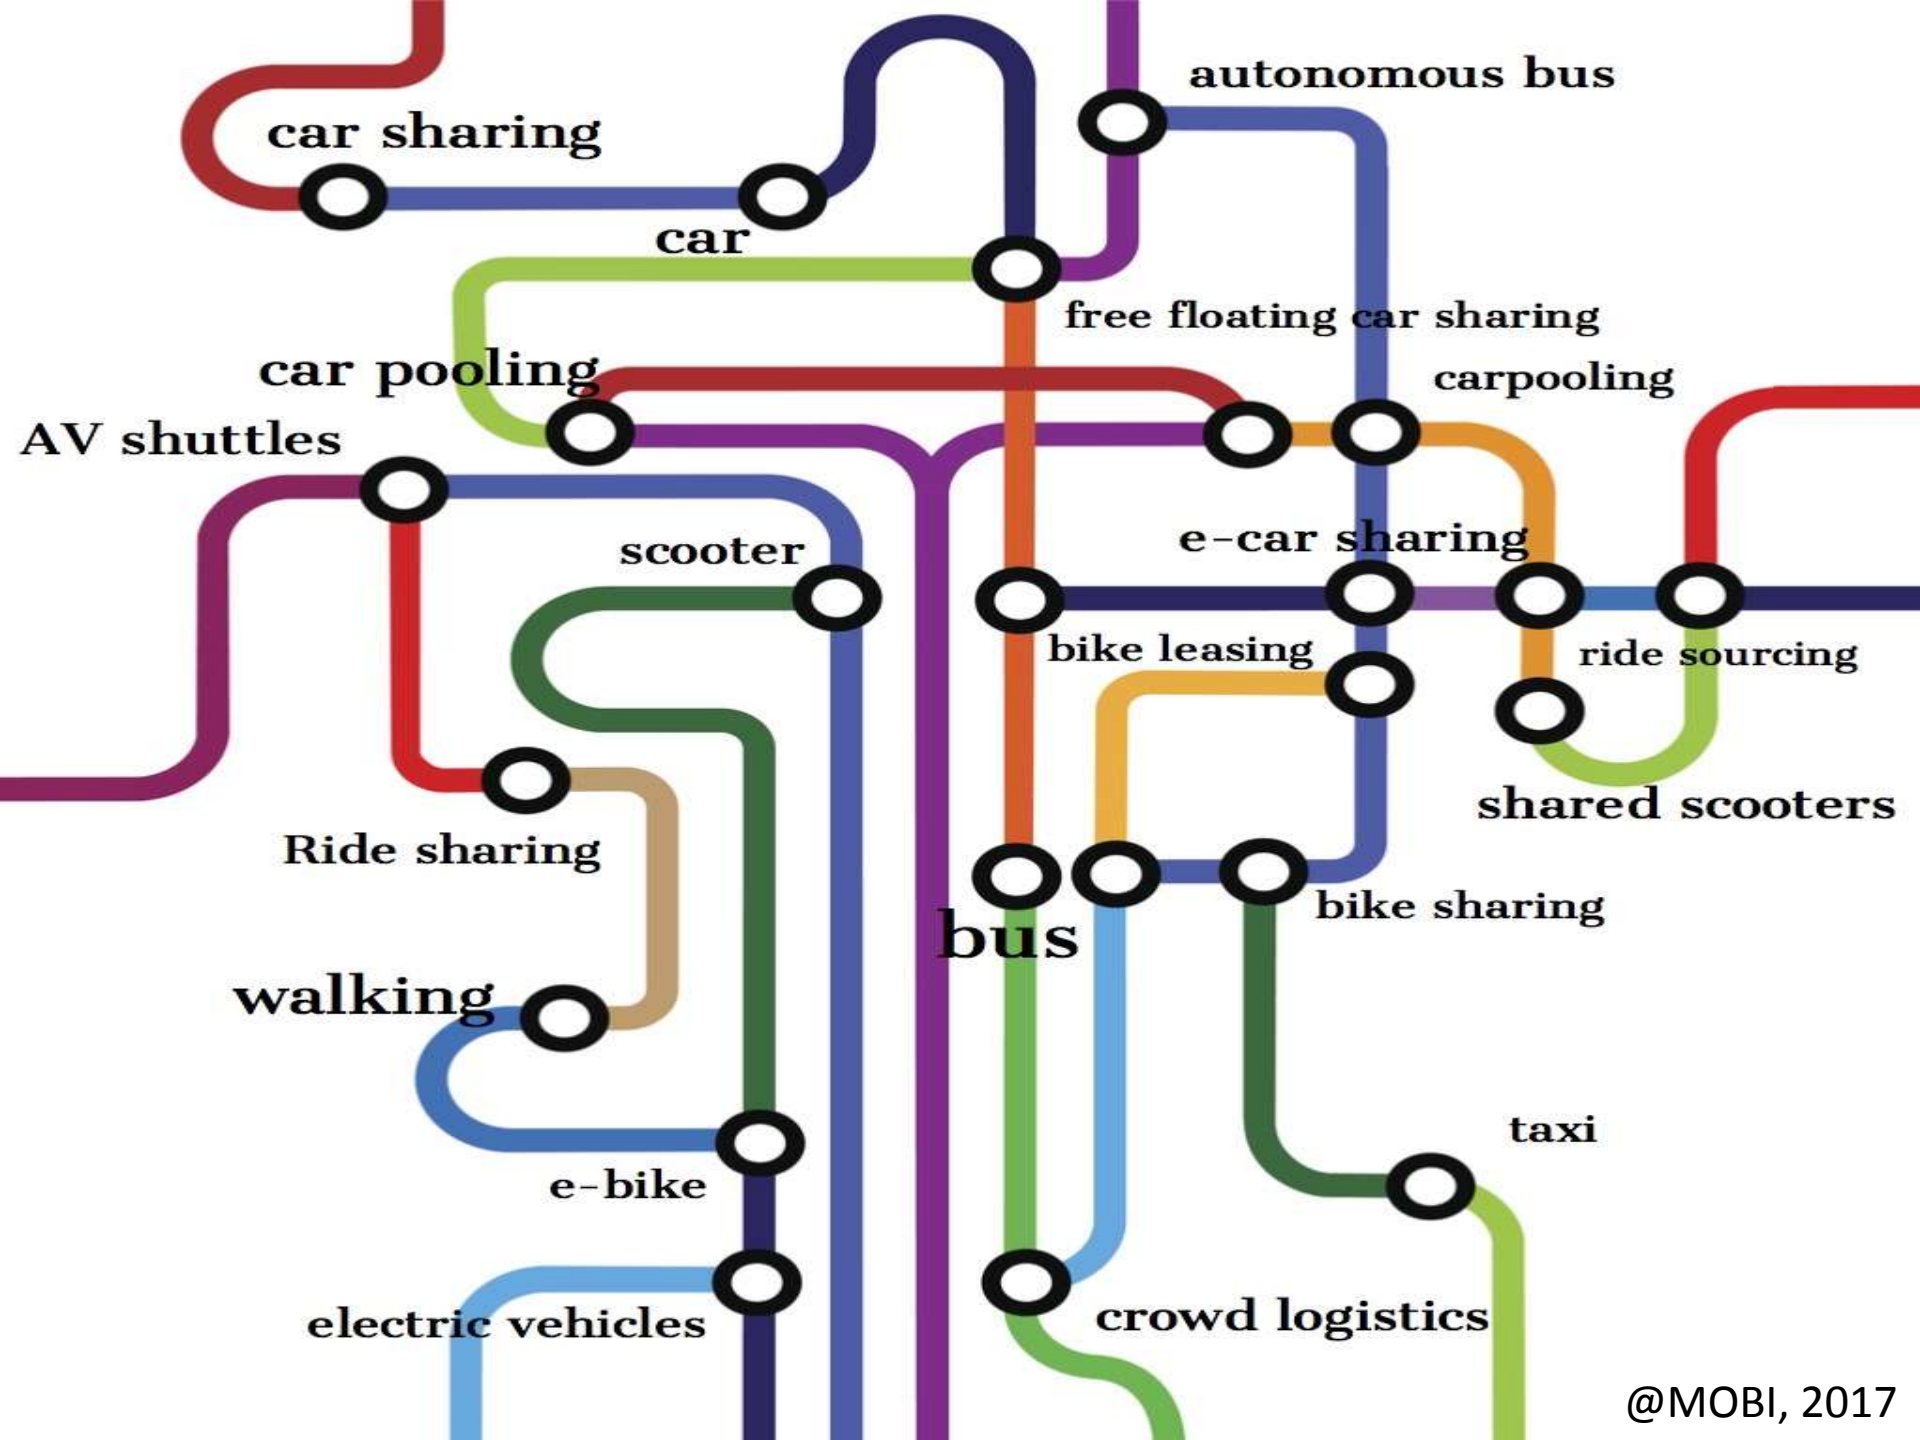 autonomous bus
car sharing
car
free floating car sharing
car pooling
carpooling
AV shuttles
e-car sharing
scooter
bike leasing
ride sourcing
shared scooters
Ride sharing
bike sharing
bus
walking
taxi
e-bike
crowd logistics
electric vehicles
@MOBI, 2017